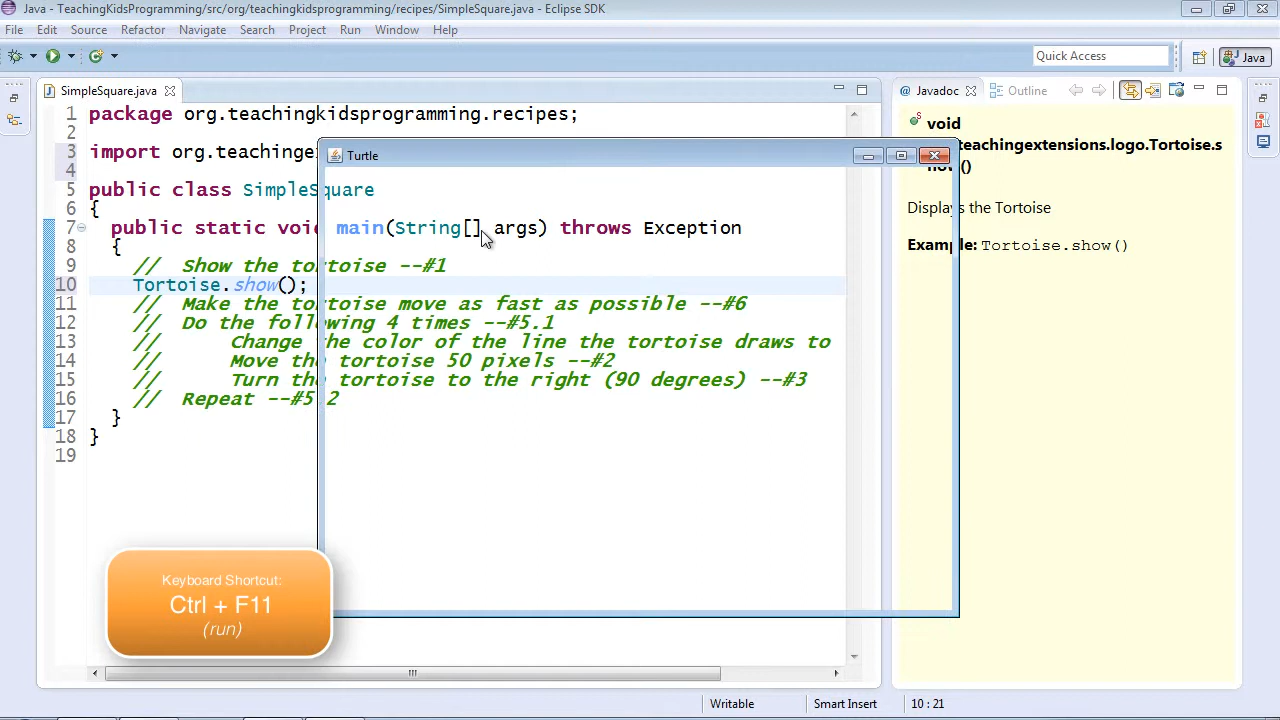 Java - TeachingKidsProgramming/src/org/teachingkidsprogramming/recipes/SimpleSquare.java - Eclipse SDK
File Edit Source Refactor Navigate Search Project Run Window Help
Quick Access
Java
SimpleSquare.java
Javadoc
Outline
1 package org.teachingkidsprogramming.recipes;
2
3 import org.teachinge
4
5 public class SimpleSquare
6 {
7 public static void main(String[] args) throws Exception
8 {
9 // Show the tortoise --#1
10 Tortoise.show();
11 // Make the tortoise move as fast as possible --#6
12 // Do the following 4 times --#5.1
13 // Change the color of the line the tortoise draws to
14 // Move the tortoise 50 pixels --#2
15 // Turn the tortoise to the right (90 degrees) --#3
16 // Repeat --#5.2
17 }
18 }
19
Turtle
void
teachingextensions.logo.Tortoise.s
how()
Displays the Tortoise
Example: Tortoise.show()
Keyboard Shortcut:
Ctrl + F11
(run)
Writable
Smart Insert
10 : 21